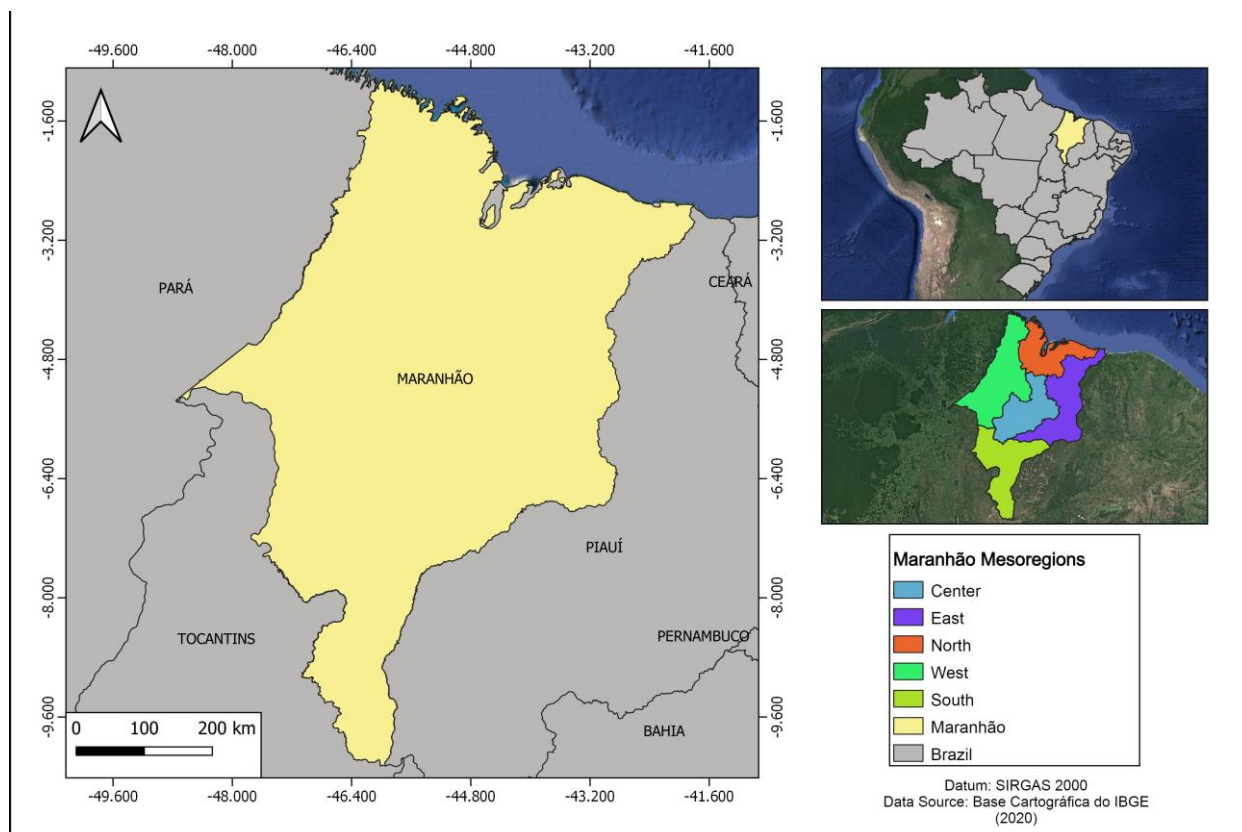 -49.600 -48.000 -46.400 -44.800 -43.200 -41.600
-1.600
-3.200
-4.800
-6.400
-8.000
-9.600
PARÁ
CEARÁ
MARANHÃO
PIAUÍ
TOCANTINS
PERNAMBUCO
BAHIA
0 100 200 km
-1.600
-3.200
-4.800
-6.400
-8.000
-9.600
-49.600 -48.000 -46.400 -44.800 -43.200 -41.600
Maranhão Mesoregions
Center
East
North
West
South
Maranhão
Brazil
Datum: SIRGAS 2000
Data Source: Base Cartográfica do IBGE
(2020)